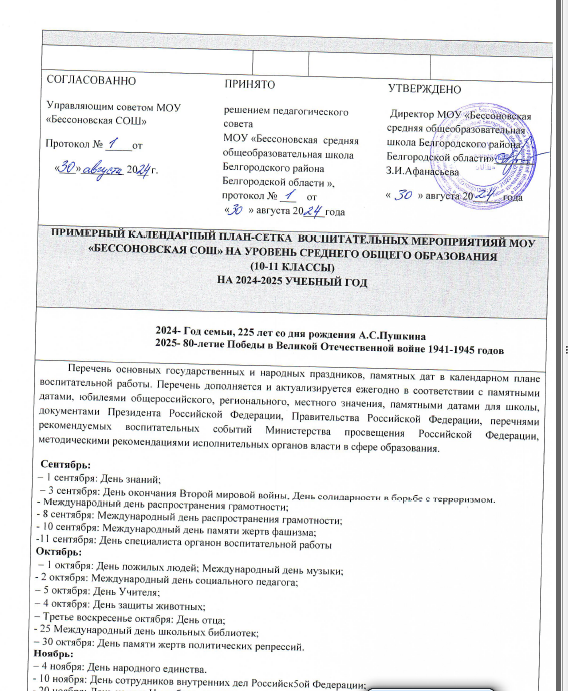 СОГЛАСОВАННО
Управляющим советом МОУ
«Бессоновская СОШ»
Протокол № 1 от
«30» августа 2024 г.
ПРИНЯТО
решением педагогического
совета
МОУ «Бессоновская средняя
общеобразовательная школа
Белгородского района
Белгородской области »,
протокол № 1 от
«30 » августа 2024 года
УТВЕРЖДЕНО
Директор МОУ «Бессоновская
средняя общеобразовательная
школа Белгородского района
Белгородской области»
З.И.Афанасьева
« 30 » августа 2024 года
ПРИМЕРНЫЙ КАЛЕНДАРНЫЙ ПЛАН-СЕТКА ВОСПИТАТЕЛЬНЫХ МЕРОПРИЯТИЯЙ МОУ
«БЕССОНОВСКАЯ СОШ» НА УРОВЕНЬ СРЕДНЕГО ОБЩЕГО ОБРАЗОВАНИЯ
(10-11 КЛАССЫ)
НА 2024-2025 УЧЕБНЫЙ ГОД
2024- Год семьи, 225 лет со дня рождения А.С.Пушкина
2025- 80-летие Победы в Великой Отечественной войне 1941-1945 годов
Перечень основных государственных и народных праздников, памятных дат в календарном плане
воспитательной работы. Перечень дополняется и актуализируется ежегодно в соответствии с памятными
датами, юбилеями общероссийского, регионального, местного значения, памятными датами для школы,
документами Президента Российской Федерации, Правительства Российской Федерации, перечнями
рекомендуемых воспитательных событий Министерства просвещения Российской Федерации,
методическими рекомендациями исполнительных органов власти в сфере образования.
Сентябрь:
– 1 сентября: День знаний;
– 3 сентября: День окончания Второй мировой войны, День солидарности в борьбе с терроризмом.
- Международный день распространения грамотности;
- 8 сентября: Международный день распространения грамотности;
- 10 сентября: Международный день памяти жертв фашизма;
-11 сентября: День специалиста органов воспитательной работы
Октябрь:
– 1 октября: День пожилых людей; Международный день музыки;
- 2 октября: Международный день социального педагога;
– 5 октября: День Учителя;
– 4 октября: День защиты животных;
– Третье воскресенье октября: День отца;
- 25 Международный день школьных библиотек;
– 30 октября: День памяти жертв политических репрессий.
Ноябрь:
– 4 ноября: День народного единства.
- 10 ноября: День сотрудников внутренних дел Российск5ой Федерации;